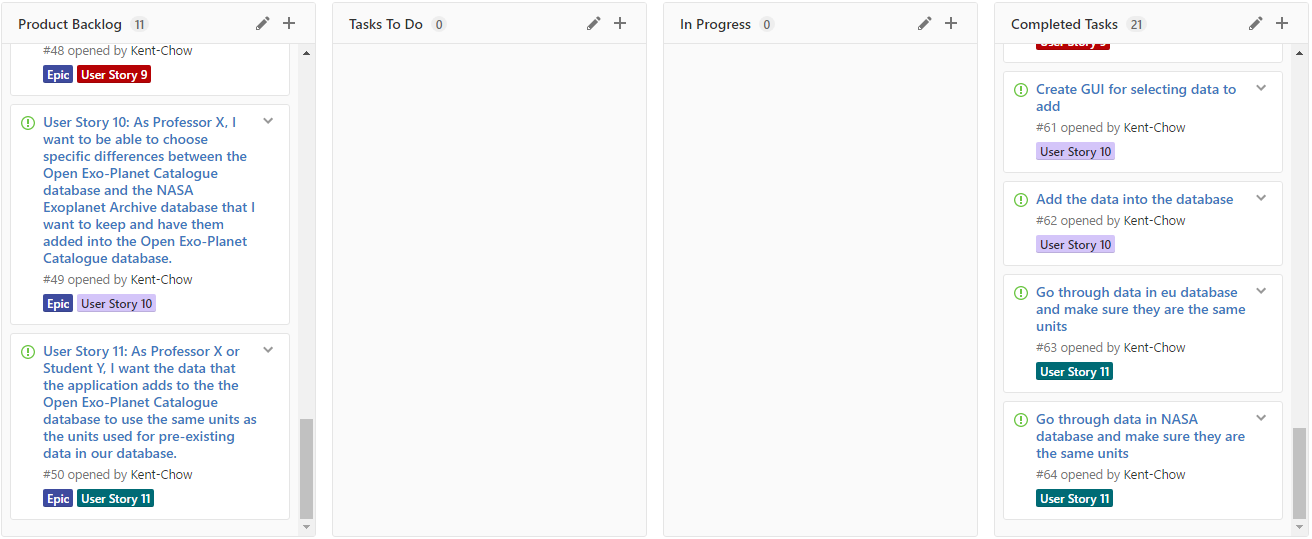 Product Backlog 11
#48 opened by Kent-Chow
Epic User Story 9
User Story 10: As Professor X, I
want to be able to choose
specific differences between the
Open Exo-Planet Catalogue
database and the NASA
Exoplanet Archive database that I
want to keep and have them
added into the Open Exo-Planet
Catalogue database.
#49 opened by Kent-Chow
Epic User Story 10
User Story 11: As Professor X or
Student Y, I want the data that
the application adds to the the
Open Exo-Planet Catalogue
database to use the same units as
the units used for pre-existing
data in our database.
#50 opened by Kent-Chow
Epic User Story 11
Tasks To Do 0
In Progress 0
Completed Tasks 21
User Story 9
Create GUI for selecting data to
add
#61 opened by Kent-Chow
User Story 10
Add the data into the database
#62 opened by Kent-Chow
User Story 10
Go through data in eu database
and make sure they are the same
units
#63 opened by Kent-Chow
User Story 11
Go through data in NASA
database and make sure they are
the same units
#64 opened by Kent-Chow
User Story 11